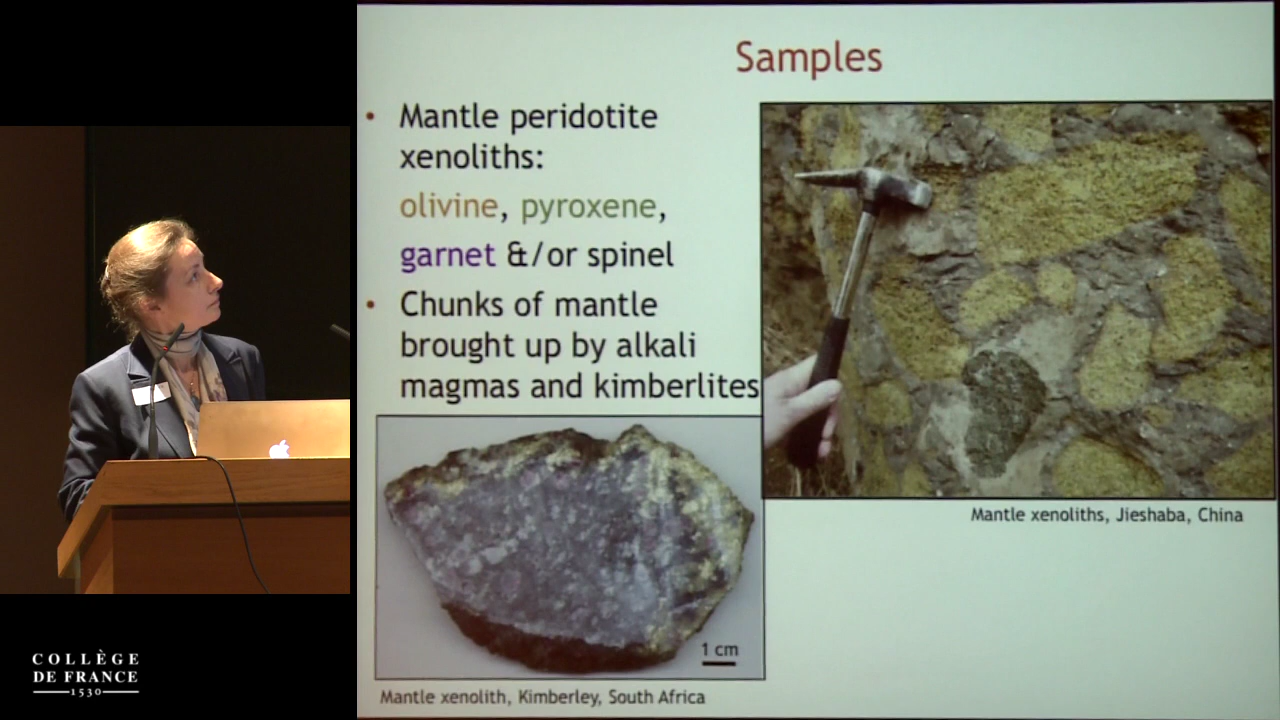 Samples
• Mantle peridotite
xenoliths:
olivine, pyroxene,
garnet &/or spinel
• Chunks of mantle
brought up by alkali
magmas and kimberlites
1 cm
Mantle xenolith, Kimberley, South Africa
Mantle xenoliths, Jieshaba, China
COLLÈGE
DE FRANCE
1530